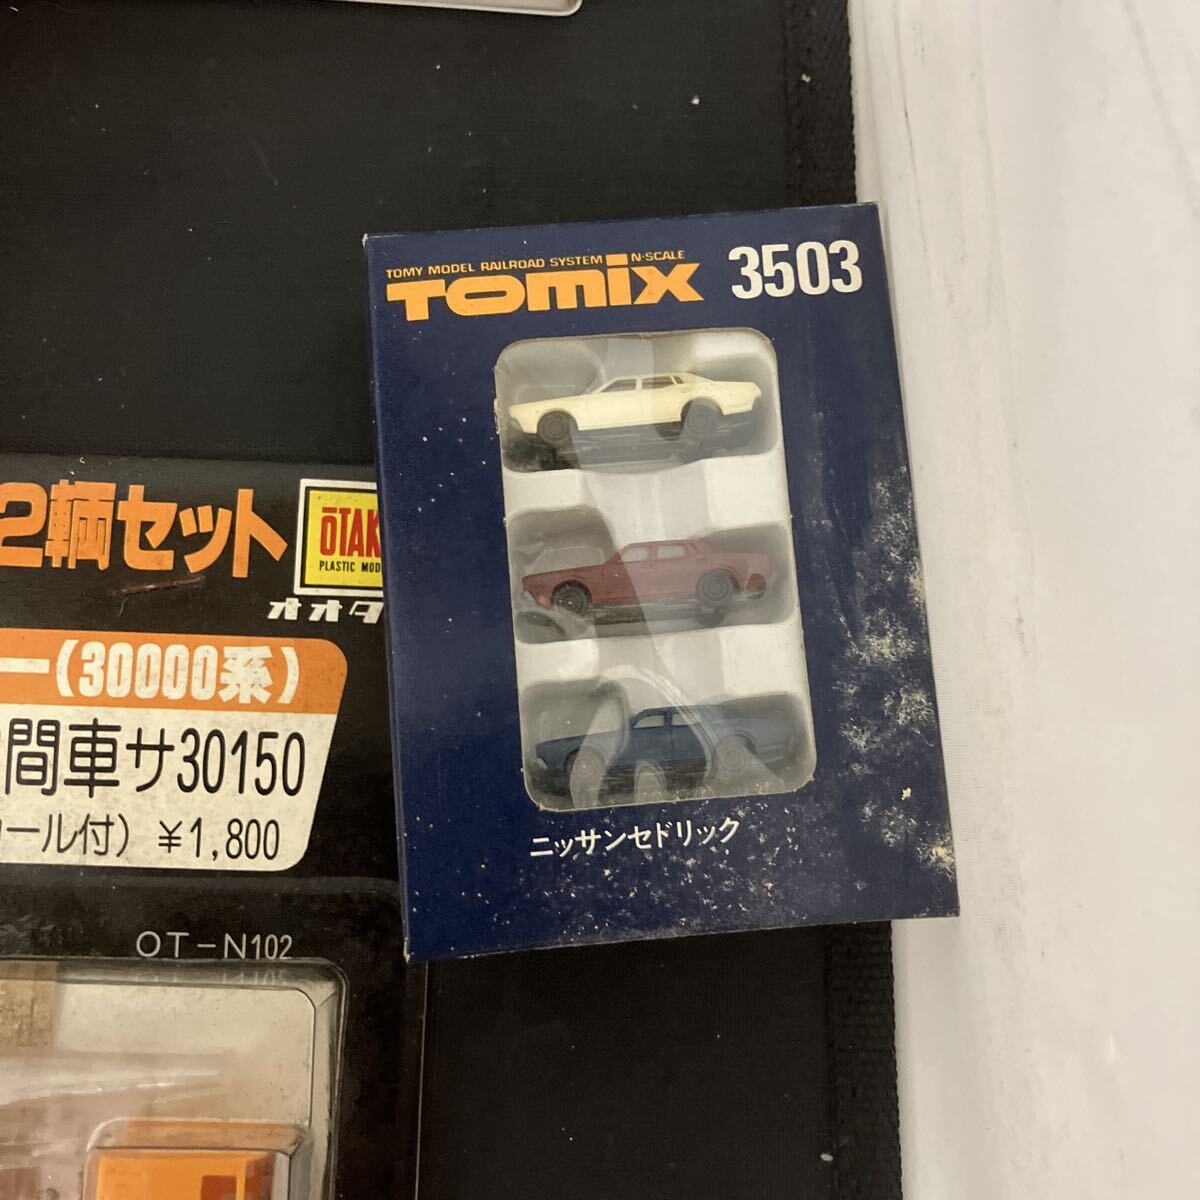 TOMY MODEL RAILROAD SYSTEM N-SCALE
TOMIX 3503
ニッサンセドリック
2輌セット
OTAK
PLASTIC MOD
オオタ
ー(30000系)
間車サ30150
ール付) ¥1,800
OT-N102